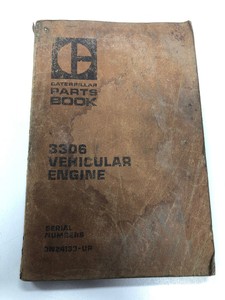 CATERPILLAR
PARTS
BOOK
3306
VEHICULAR
ENGINE
SERIAL
NUMBERS